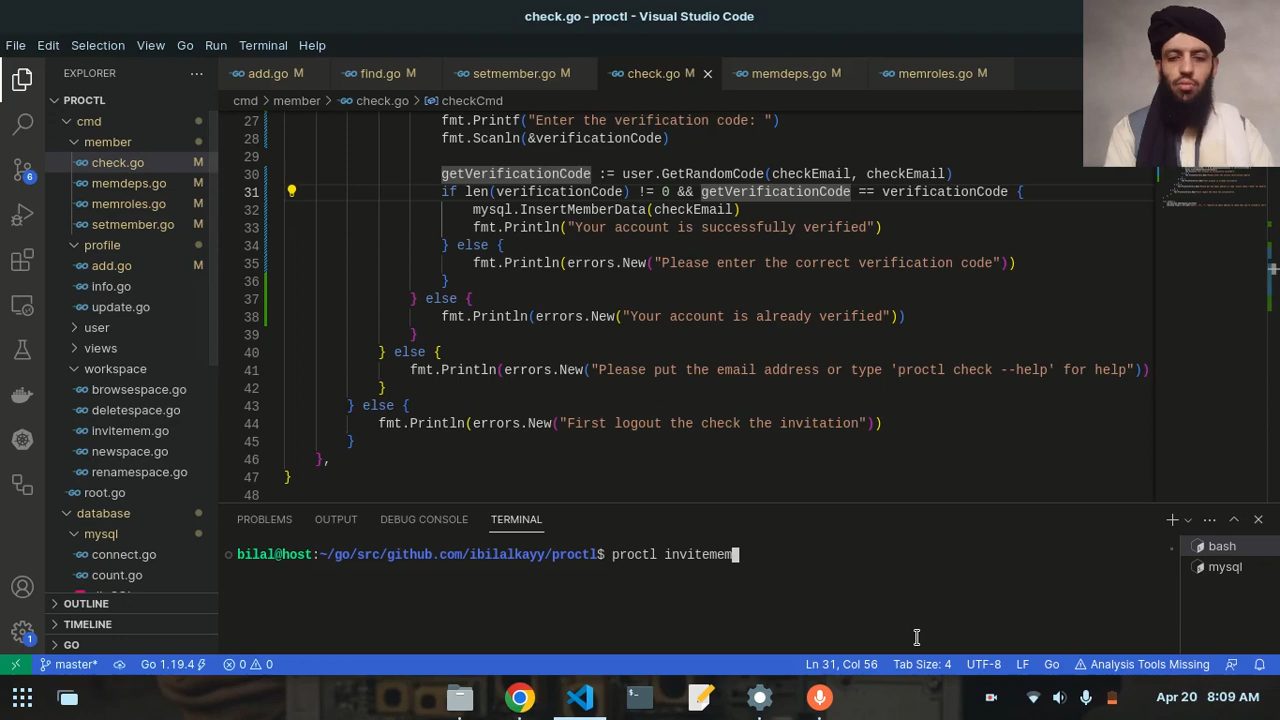 check.go - proctl - Visual Studio Code
File Edit Selection View Go Run Terminal Help
EXPLORER
PROCTL
cmd
member
check.go M
memdeps.go M
memroles.go M
setmember.go M
profile
add.go M
info.go
update.go
user
views
workspace
browsespace.go
deletespace.go
invitemem.go
newspace.go
renamespace.go
root.go
database
mysql
connect.go
count.go
OUTLINE
TIMELINE
GO
6
1
add.go M find.go M setmember.go M check.go M memdeps.go M memroles.go M
cmd > member > check.go > checkCmd
27 fmt.Printf("Enter the verification code: ")
28 fmt.Scanln(&verificationCode)
29
30 getVerificationCode := user.GetRandomCode(checkEmail, checkEmail)
31 if len(verificationCode) != 0 && getVerificationCode == verificationCode {
32 mysql.InsertMemberData(checkEmail)
33 fmt.Println("Your account is successfully verified")
34 } else {
35 fmt.Println(errors.New("Please enter the correct verification code"))
36 }
37 } else {
38 fmt.Println(errors.New("Your account is already verified"))
39 }
40 } else {
41 fmt.Println(errors.New("Please put the email address or type 'proctl check --help' for help"))
42 }
43 } else {
44 fmt.Println(errors.New("First logout the check the invitation"))
45 }
46 },
47 }
48
PROBLEMS OUTPUT DEBUG CONSOLE TERMINAL
bilal@host:~/go/src/github.com/ibilalkayy/proctl$ proctl invitemem
bash
mysql
master* Go 1.19.4 0 0 Ln 31, Col 56 Tab Size: 4 UTF-8 LF Go Analysis Tools Missing
Apr 20 8:09 AM